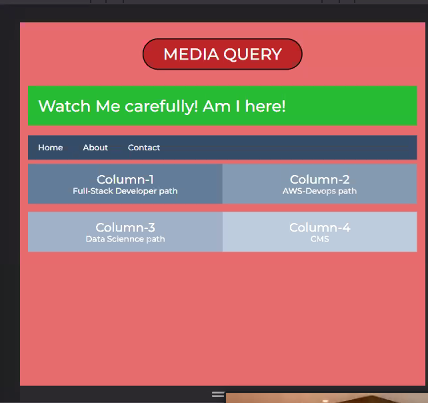 MEDIA QUERY
Watch Me carefully! Am I here!
Home About Contact
Column-1
Full-Stack Developer path
Column-2
AWS-Devops path
Column-3
Data Sciennce path
Column-4
CMS